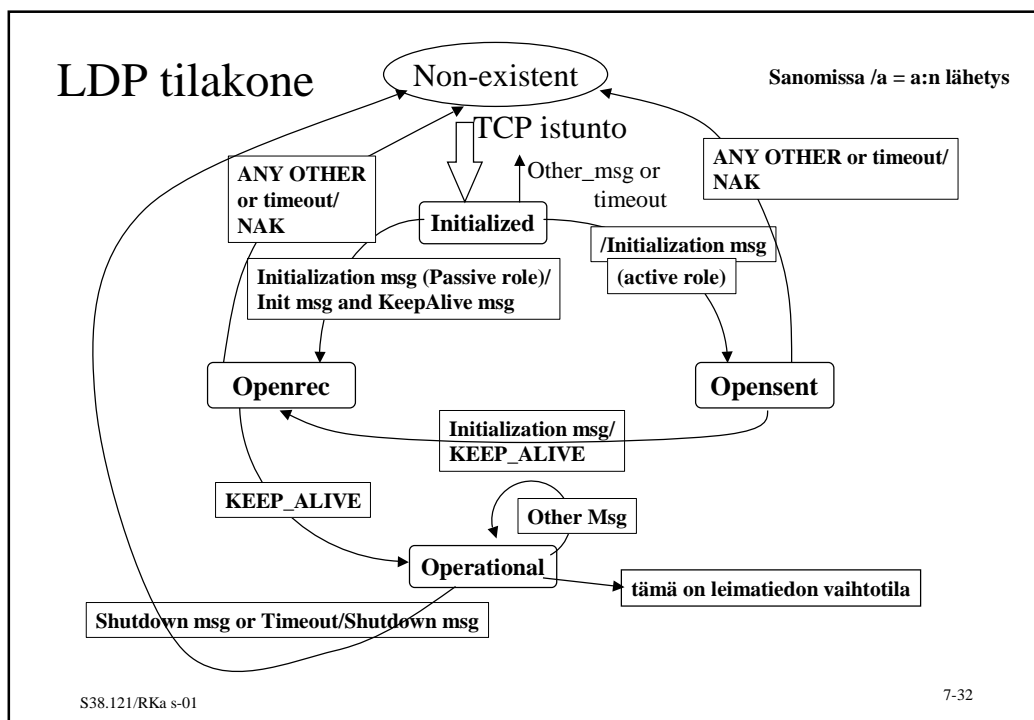 LDP tilakone
Non-existent
Sanomissa /a = a:n lähetys
TCP istunto
ANY OTHER
or timeout/
NAK
Other_msg or
timeout
ANY OTHER or timeout/
NAK
Initialized
/Initialization msg
(active role)
Initialization msg (Passive role)/
Init msg and KeepAlive msg
Openrec
Opensent
Initialization msg/
KEEP_ALIVE
KEEP_ALIVE
Other Msg
Operational
tämä on leimatiedon vaihtotila
Shutdown msg or Timeout/Shutdown msg
S38.121/RKa s-01
7-32